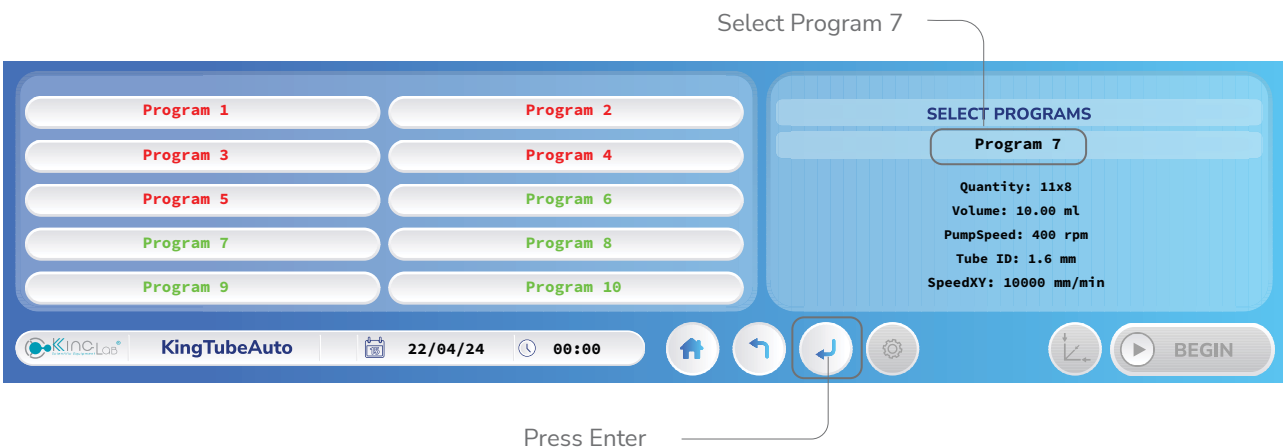 Select Program 7
Program 1
Program 2
Program 3
Program 4
Program 5
Program 6
Program 7
Program 8
Program 9
Program 10
SELECT PROGRAMS
Program 7
Quantity: 11x8
Volume: 10.00 ml
PumpSpeed: 400 rpm
Tube ID: 1.6 mm
SpeedXY: 10000 mm/min
KincLab®
KingTubeAuto
15
22/04/24
00:00
BEGIN
Press Enter